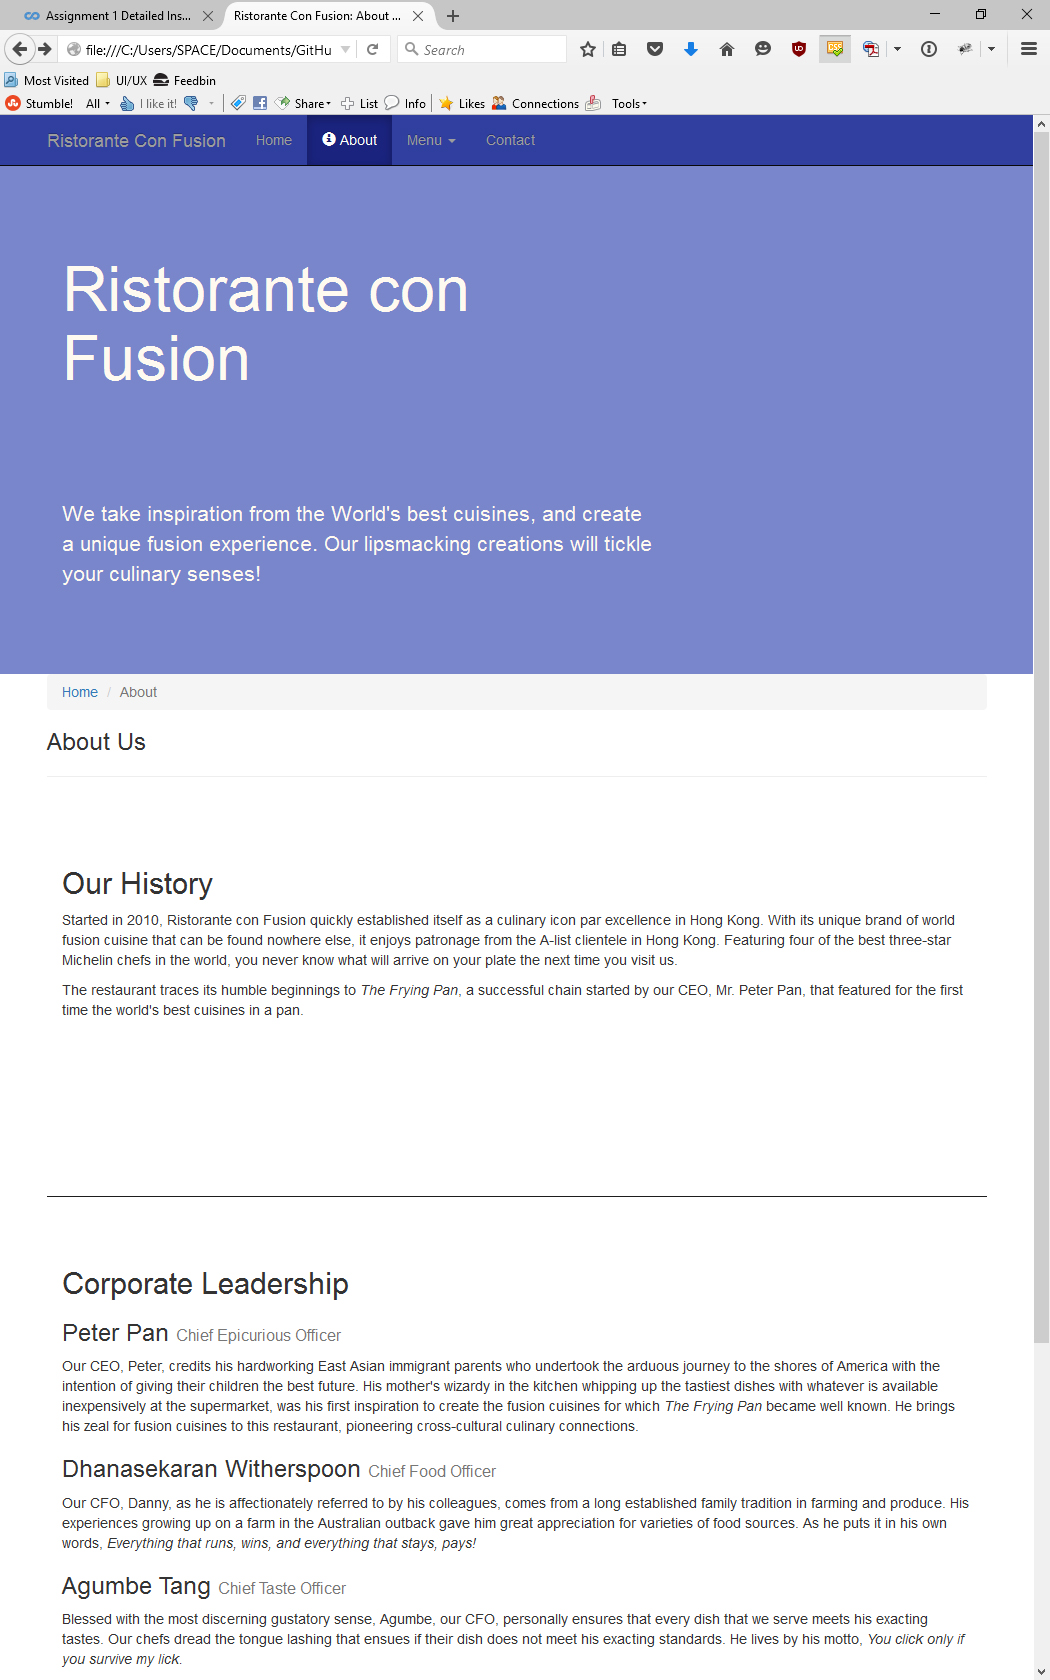 Assignment 1 Detailed Ins...
Ristorante Con Fusion: About ...
file:///C:/Users/SPACE/Documents/GitHu
Search
Most Visited UI/UX Feedbin
Stumble! All I like it! Share List Info Likes Connections Tools
Ristorante Con Fusion Home About Menu Contact
Ristorante con
Fusion
We take inspiration from the World's best cuisines, and create
a unique fusion experience. Our lipsmacking creations will tickle
your culinary senses!
Home / About
About Us
Our History
Started in 2010, Ristorante con Fusion quickly established itself as a culinary icon par excellence in Hong Kong. With its unique brand of world
fusion cuisine that can be found nowhere else, it enjoys patronage from the A-list clientele in Hong Kong. Featuring four of the best three-star
Michelin chefs in the world, you never know what will arrive on your plate the next time you visit us.
The restaurant traces its humble beginnings to The Frying Pan, a successful chain started by our CEO, Mr. Peter Pan, that featured for the first
time the world's best cuisines in a pan.
Corporate Leadership
Peter Pan Chief Epicurious Officer
Our CEO, Peter, credits his hardworking East Asian immigrant parents who undertook the arduous journey to the shores of America with the
intention of giving their children the best future. His mother's wizardy in the kitchen whipping up the tastiest dishes with whatever is available
inexpensively at the supermarket, was his first inspiration to create the fusion cuisines for which The Frying Pan became well known. He brings
his zeal for fusion cuisines to this restaurant, pioneering cross-cultural culinary connections.
Dhanasekaran Witherspoon Chief Food Officer
Our CFO, Danny, as he is affectionately referred to by his colleagues, comes from a long established family tradition in farming and produce. His
experiences growing up on a farm in the Australian outback gave him great appreciation for varieties of food sources. As he puts it in his own
words, Everything that runs, wins, and everything that stays, pays!
Agumbe Tang Chief Taste Officer
Blessed with the most discerning gustatory sense, Agumbe, our CFO, personally ensures that every dish that we serve meets his exacting
tastes. Our chefs dread the tongue lashing that ensues if their dish does not meet his exacting standards. He lives by his motto, You click only if
you survive my lick.